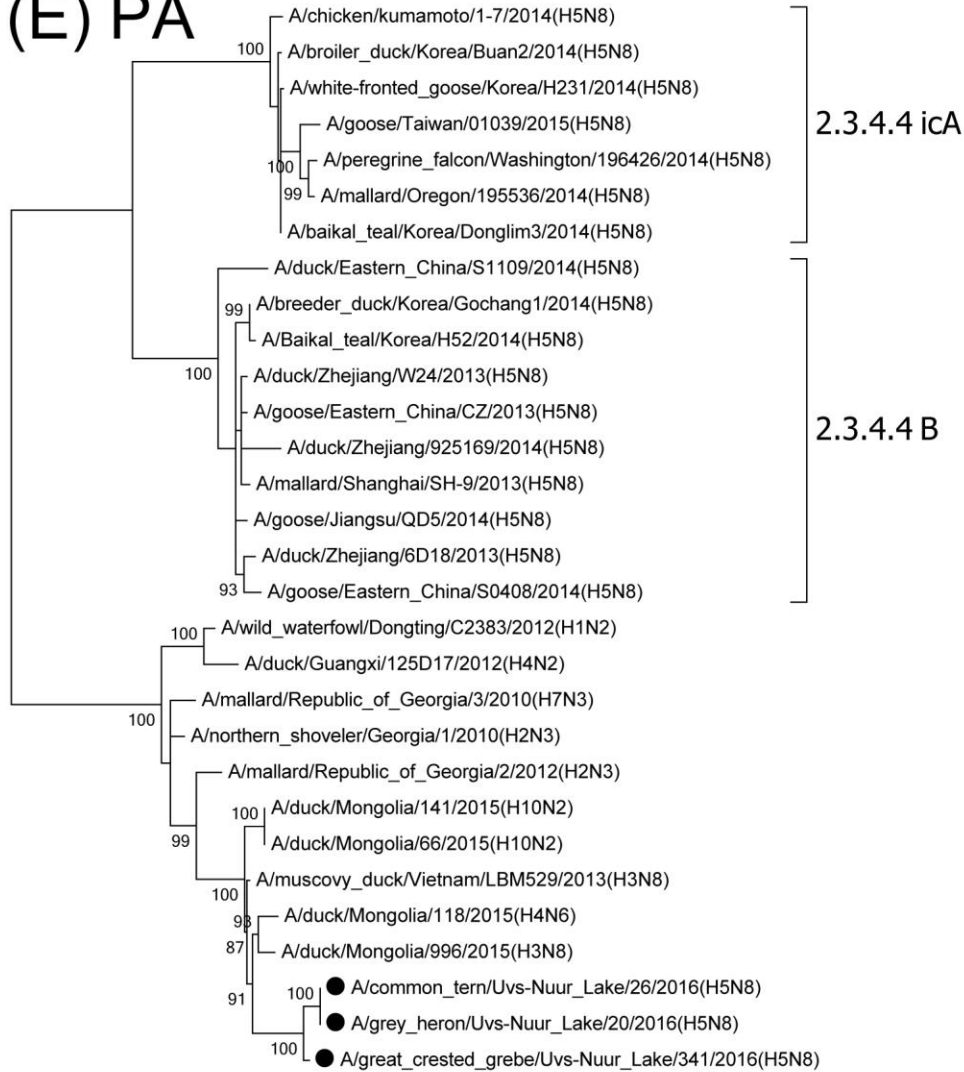 (E) PA
A/chicken/kumamoto/1-7/2014(H5N8)
100
A/broiler_duck/Korea/Buan2/2014(H5N8)
A/white-fronted_goose/Korea/H231/2014(H5N8)
A/goose/Taiwan/01039/2015(H5N8)
2.3.4.4 icA
100
A/peregrine_falcon/Washington/196426/2014(H5N8)
99
A/mallard/Oregon/195536/2014(H5N8)
A/baikal_teal/Korea/Donglim3/2014(H5N8)
A/duck/Eastern_China/S1109/2014(H5N8)
99
A/breeder_duck/Korea/Gochang1/2014(H5N8)
A/Baikal_teal/Korea/H52/2014(H5N8)
100
A/duck/Zhejiang/W24/2013(H5N8)
A/goose/Eastern_China/CZ/2013(H5N8)
2.3.4.4 B
A/duck/Zhejiang/925169/2014(H5N8)
A/mallard/Shanghai/SH-9/2013(H5N8)
A/goose/Jiangsu/QD5/2014(H5N8)
A/duck/Zhejiang/6D18/2013(H5N8)
93
A/goose/Eastern_China/S0408/2014(H5N8)
A/wild_waterfowl/Dongting/C2383/2012(H1N2)
100
A/duck/Guangxi/125D17/2012(H4N2)
A/mallard/Republic_of_Georgia/3/2010(H7N3)
100
A/northern_shoveler/Georgia/1/2010(H2N3)
A/mallard/Republic_of_Georgia/2/2012(H2N3)
100
A/duck/Mongolia/141/2015(H10N2)
99
A/duck/Mongolia/66/2015(H10N2)
A/muscovy_duck/Vietnam/LBM529/2013(H3N8)
100
A/duck/Mongolia/118/2015(H4N6)
93
87
A/duck/Mongolia/996/2015(H3N8)
A/common_tern/Uvs-Nuur_Lake/26/2016(H5N8)
100
91
A/grey_heron/Uvs-Nuur_Lake/20/2016(H5N8)
100
A/great_crested_grebe/Uvs-Nuur_Lake/341/2016(H5N8)